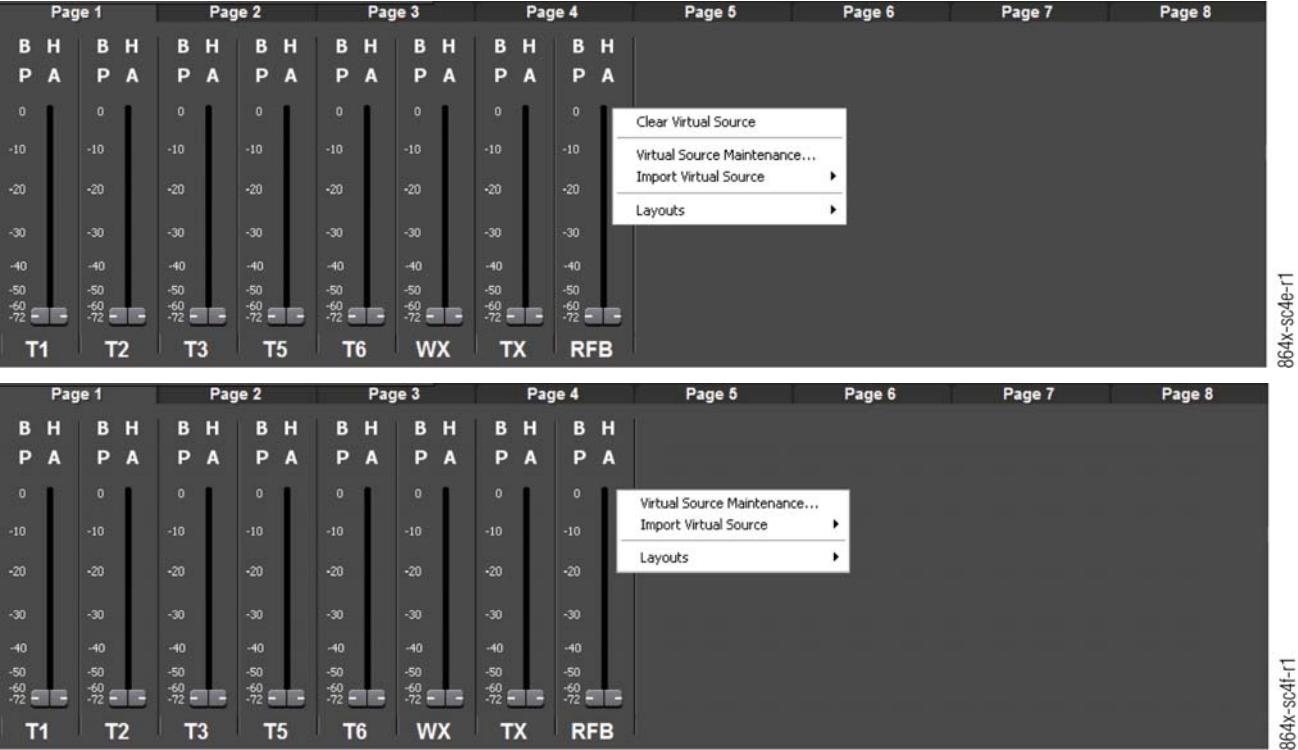 Page 1 Page 2 Page 3 Page 4 Page 5 Page 6 Page 7 Page 8
B H B H B H B H B H B H B H B H
P A P A P A P A P A P A P A P A
0 0 0 0 0 0 0 0
Clear Virtual Source
-10 -10 -10 -10 -10 -10 -10 -10
Virtual Source Maintenance...
Import Virtual Source
-20 -20 -20 -20 -20 -20 -20 -20
Layouts
-30 -30 -30 -30 -30 -30 -30 -30
-40 -40 -40 -40 -40 -40 -40 -40
-50 -50 -50 -50 -50 -50 -50 -50
-60 -60 -60 -60 -60 -60 -60 -60
-72 -72 -72 -72 -72 -72 -72 -72
T1 T2 T3 T5 T6 WX TX RFB
864x-sc4e-r1
Page 1 Page 2 Page 3 Page 4 Page 5 Page 6 Page 7 Page 8
B H B H B H B H B H B H B H B H
P A P A P A P A P A P A P A P A
0 0 0 0 0 0 0 0
Virtual Source Maintenance...
Import Virtual Source
-10 -10 -10 -10 -10 -10 -10 -10
Layouts
-20 -20 -20 -20 -20 -20 -20 -20
-30 -30 -30 -30 -30 -30 -30 -30
-40 -40 -40 -40 -40 -40 -40 -40
-50 -50 -50 -50 -50 -50 -50 -50
-60 -60 -60 -60 -60 -60 -60 -60
-72 -72 -72 -72 -72 -72 -72 -72
T1 T2 T3 T5 T6 WX TX RFB
864x-sc4f-r1